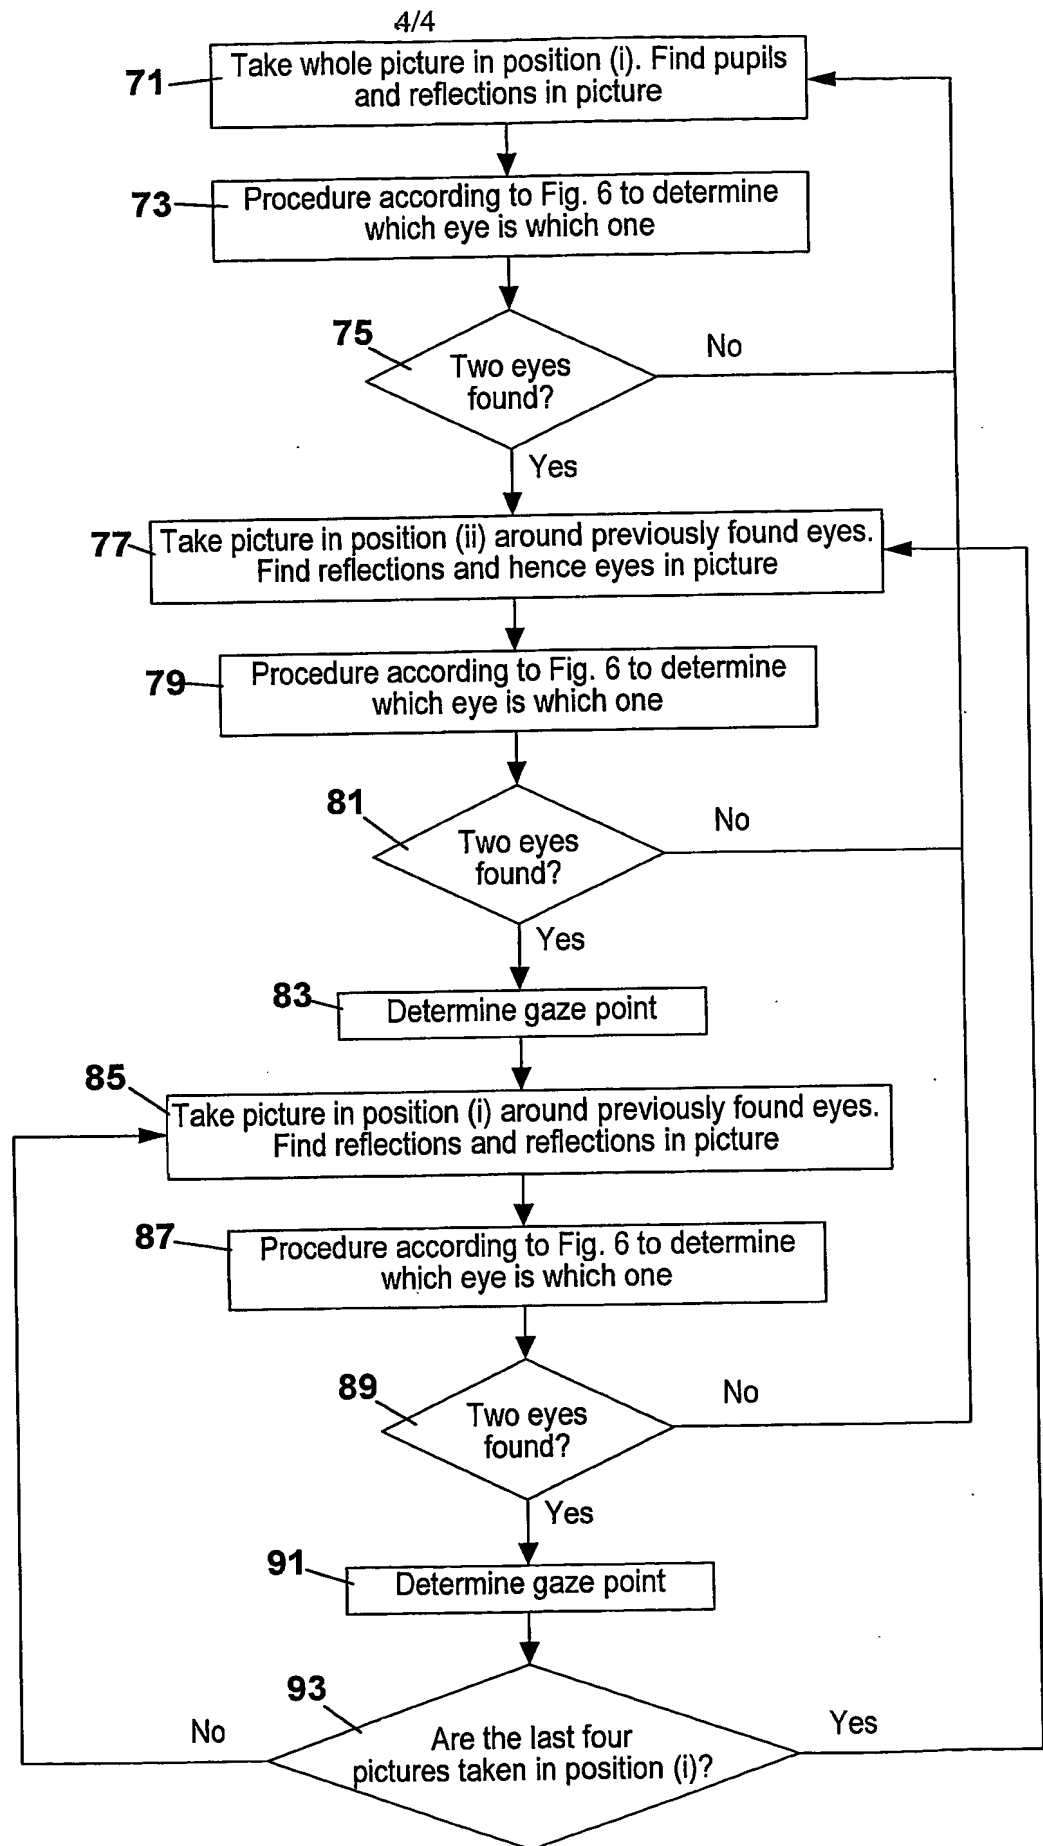 4/4
71
Take whole picture in position (i). Find pupils
and reflections in picture
73
Procedure according to Fig. 6 to determine
which eye is which one
75
Two eyes
found?
No
Yes
77
Take picture in position (ii) around previously found eyes.
Find reflections and hence eyes in picture
79
Procedure according to Fig. 6 to determine
which eye is which one
81
Two eyes
found?
No
Yes
83
Determine gaze point
85
Take picture in position (i) around previously found eyes.
Find reflections and reflections in picture
87
Procedure according to Fig. 6 to determine
which eye is which one
89
Two eyes
found?
No
Yes
91
Determine gaze point
93
Are the last four
pictures taken in position (i)?
No
Yes